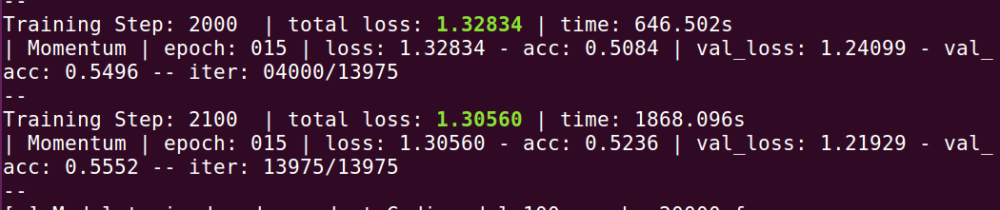 --
Training Step: 2000  | total loss: 1.32834 | time: 646.502s
| Momentum | epoch: 015 | loss: 1.32834 - acc: 0.5084 | val_loss: 1.24099 - val_
acc: 0.5496 -- iter: 04000/13975
--
Training Step: 2100  | total loss: 1.30560 | time: 1868.096s
| Momentum | epoch: 015 | loss: 1.30560 - acc: 0.5236 | val_loss: 1.21929 - val_
acc: 0.5552 -- iter: 13975/13975
--